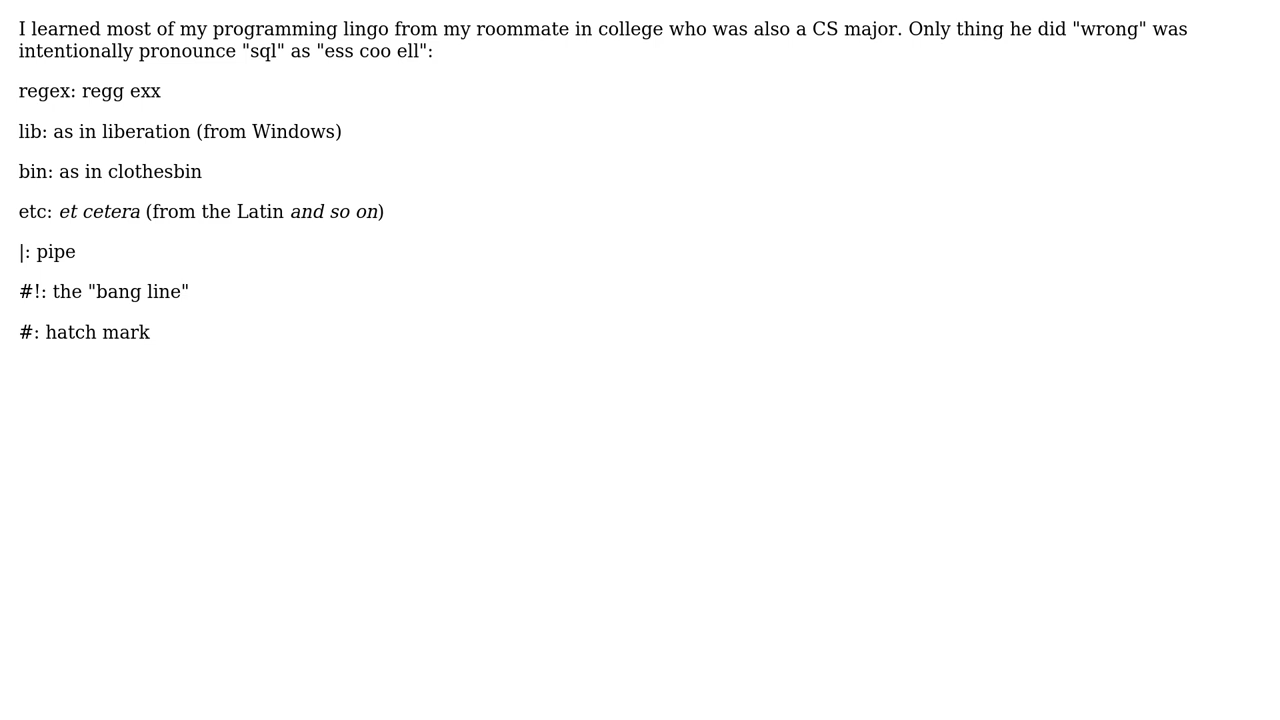 I learned most of my programming lingo from my roommate in college who was also a CS major. Only thing he did "wrong" was
intentionally pronounce "sql" as "ess coo ell":
regex: regg exx
lib: as in liberation (from Windows)
bin: as in clothesbin
etc: et cetera (from the Latin and so on)
|: pipe
#!: the "bang line"
#: hatch mark